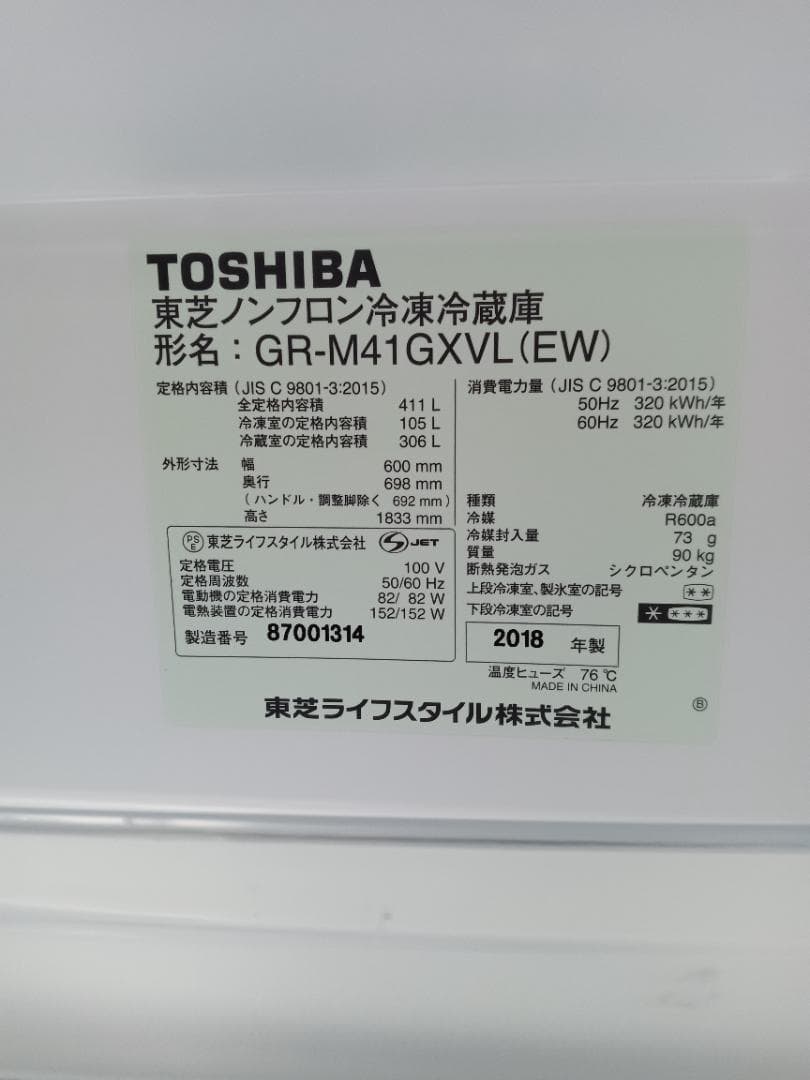 TOSHIBA
東芝ノンフロン冷凍冷蔵庫
形名：GR-M41GXVL(EW)
定格内容積（JIS C 9801-3:2015）
全定格内容積 411 L
冷凍室の定格内容積 105 L
冷蔵室の定格内容積 306 L
外形寸法 幅 600 mm
奥行 698 mm
（ハンドル・調整脚除く 692 mm）
高さ 1833 mm
消費電力量（JIS C 9801-3:2015）
50Hz 320 kWh/年
60Hz 320 kWh/年
種類 冷凍冷蔵庫
冷媒 R600a
冷媒封入量 73 g
質量 90 kg
断熱発泡ガス シクロペンタン
上段冷凍室、製氷室の記号 **
下段冷凍室の記号 * ***
PSE 東芝ライフスタイル株式会社 S JET
定格電圧 100 V
定格周波数 50/60 Hz
電動機の定格消費電力 82/ 82 W
電熱装置の定格消費電力 152/152 W
製造番号 87001314
2018 年製
温度ヒューズ 76 ℃
MADE IN CHINA
東芝ライフスタイル株式会社
Ⓑ